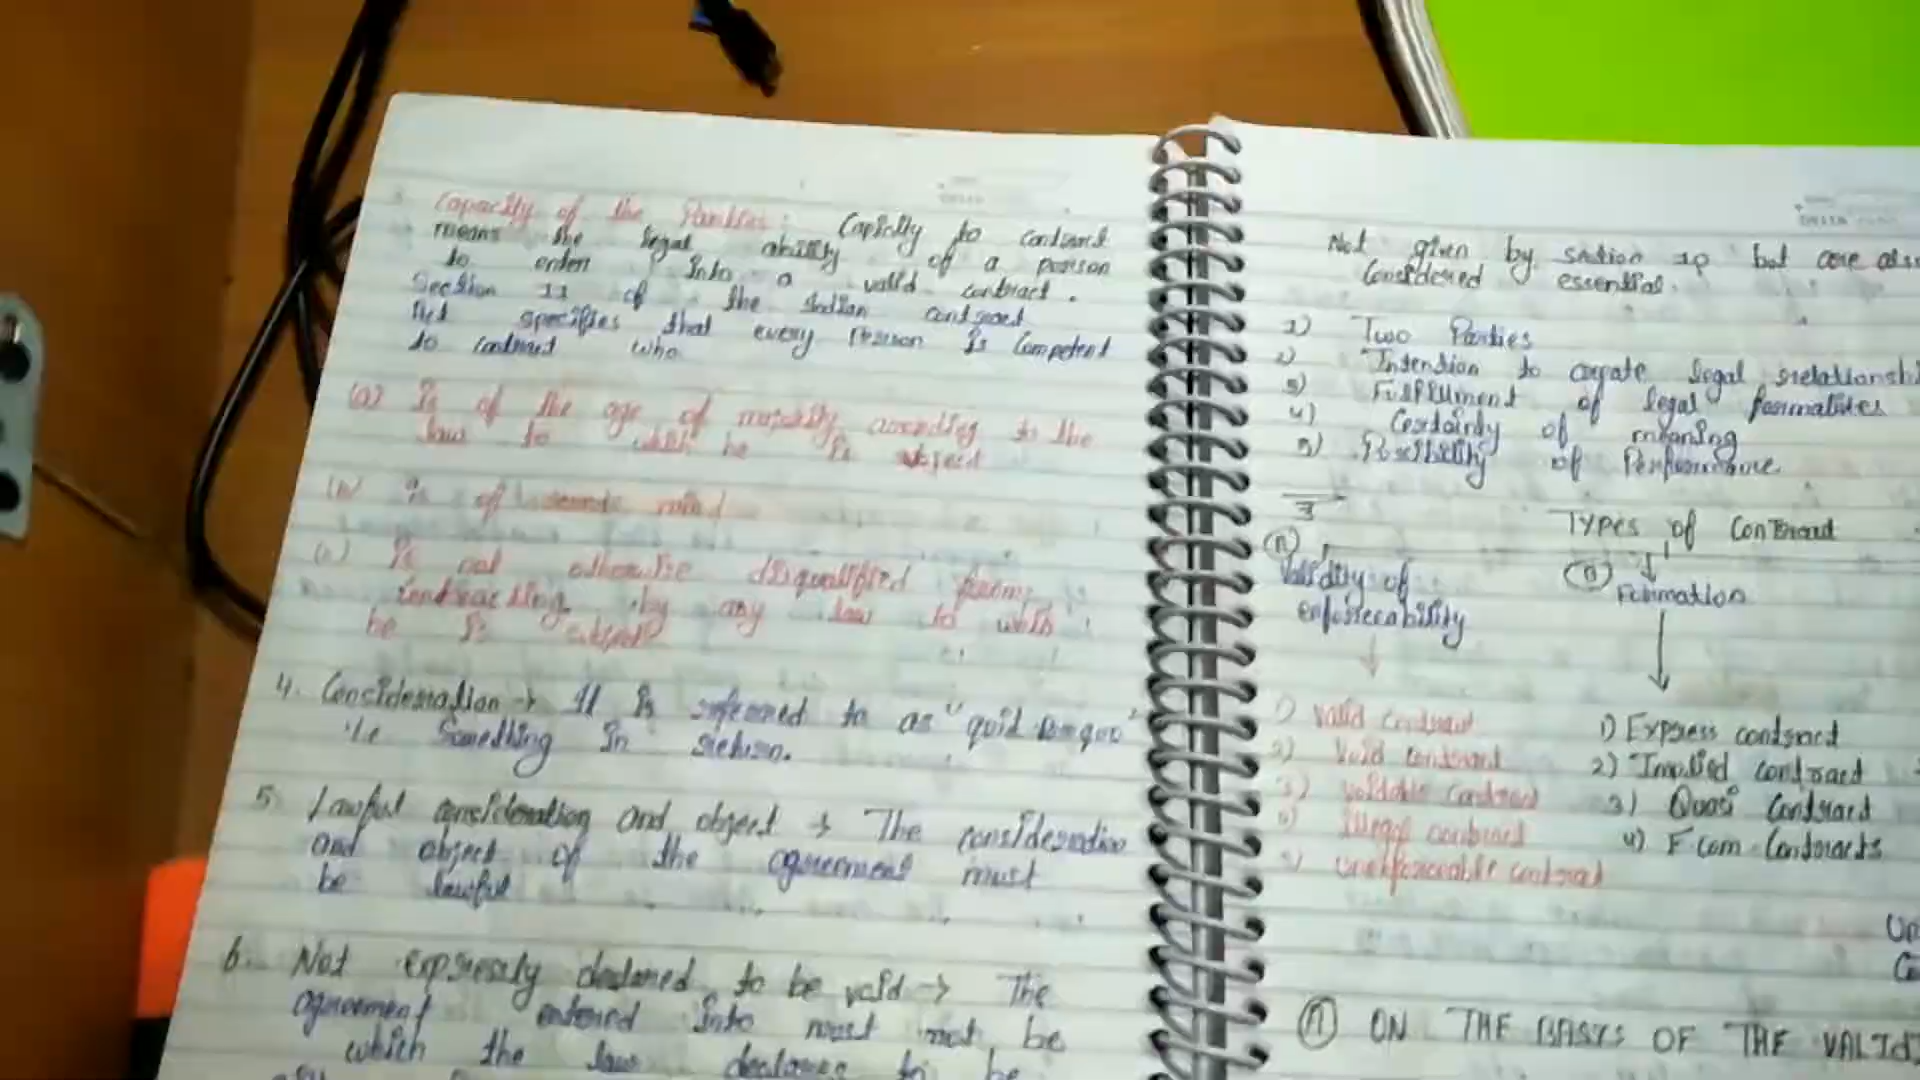 Capacity of the Parties: Capicity to contract
means the legal ability of a person
to enter into a valid contract.
Section 11 of the Indian contract
Act specifies that every Person is Competent
to contract who
(a) Is of the age of majority according to the
law to which he is subject
(b) Is of sound mind
(c) Is not otherwise disqualified from
contracting by any law to which
he is subject
4. Consideration → It is referred to as "quid
i.e Something in return.
5. Lawful consideration and object → The consideration
and object of the agreement must
be lawful
6. Not expressly declared to be void → The
agreement entered into must not be
which the law declares to be
Not given by section 10 but are also
Considered essential.
1) Two Parties
2) Intention to create legal relationshi
3) Fulfillment of legal formalities
4) Certainty of meaning
5) Possibility of Performance
TYPES of Contract
(A) Validity of
enforceability
(B) Formation
1) Valid contract
2) Void contract
3) Voidable contract
4) Illegal contract
5) unenforceable contract
1) Express contract
2) Implied contract
3) Quasi Contract
4) E com Contracts
(A) ON THE BASIS OF THE VALID